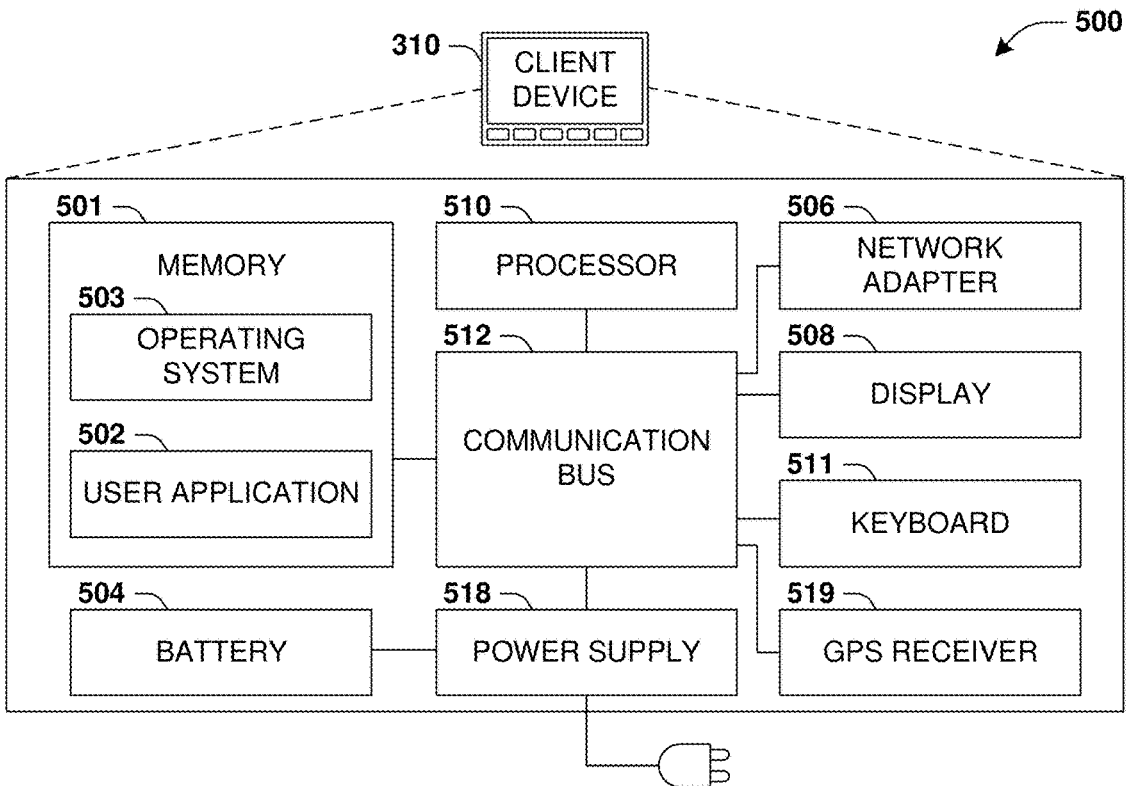 500
310
CLIENT
DEVICE
501
MEMORY
503
OPERATING
SYSTEM
502
USER APPLICATION
504
BATTERY
510
PROCESSOR
512
COMMUNICATION
BUS
518
POWER SUPPLY
506
NETWORK
ADAPTER
508
DISPLAY
511
KEYBOARD
519
GPS RECEIVER